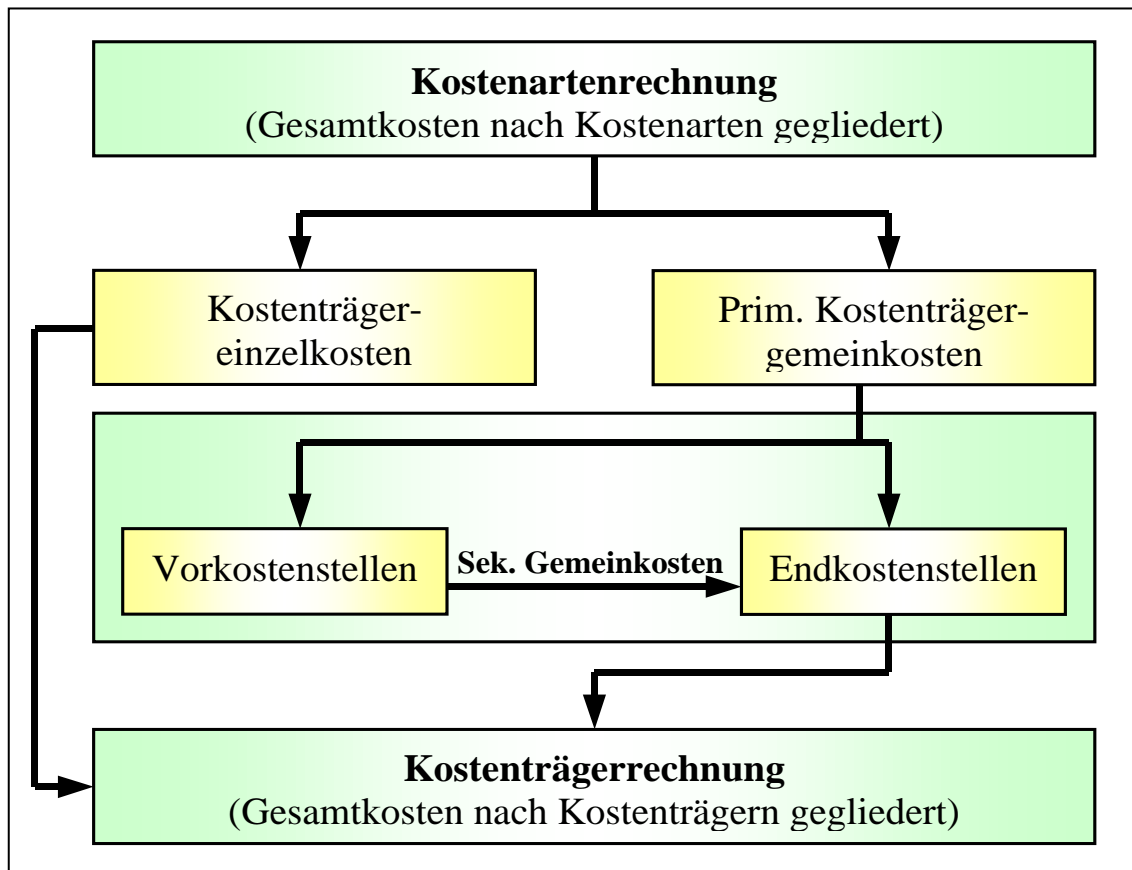 Kostenartenrechnung
(Gesamtkosten nach Kostenarten gegliedert)
Kostenträger-
einzelkosten
Prim. Kostenträger-
gemeinkosten
Vorkostenstellen
Sek. Gemeinkosten
Endkostenstellen
Kostenträgerrechnung
(Gesamtkosten nach Kostenträgern gegliedert)